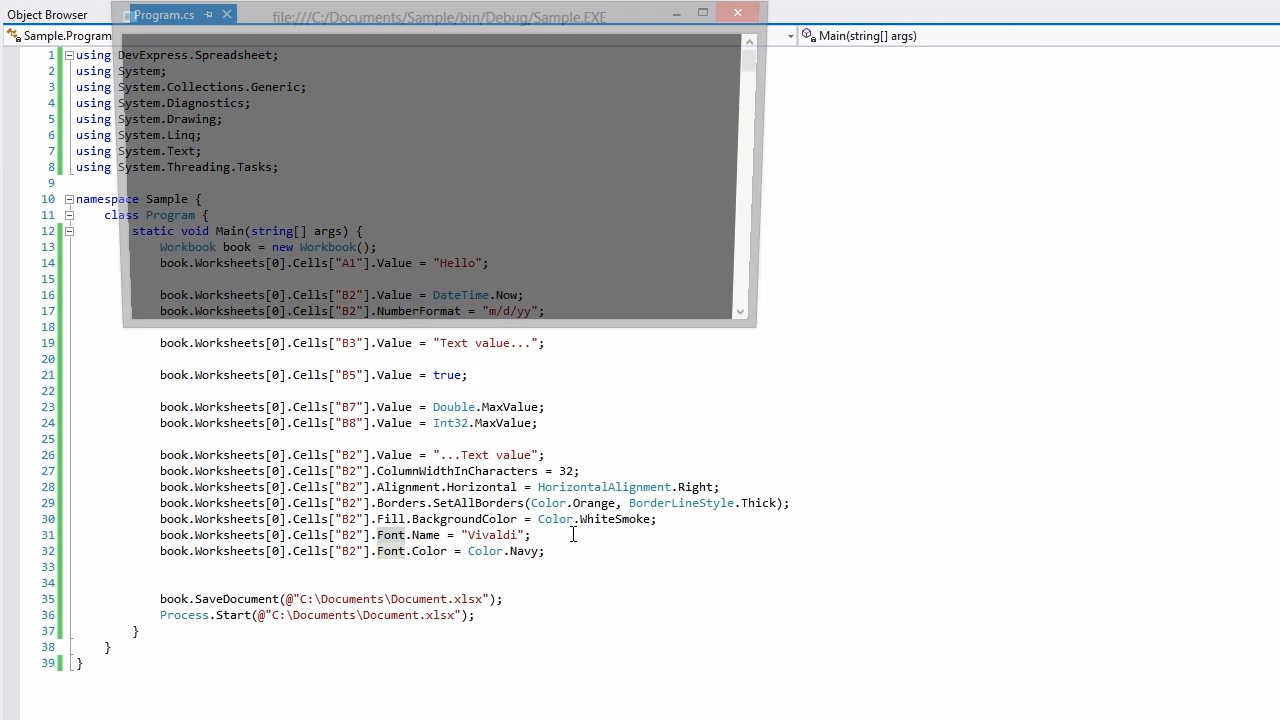 Object Browser
Program.cs
file:///C:/Documents/Sample/bin/Debug/Sample.EXE
Sample.Program
Main(string[] args)
1 using DevExpress.Spreadsheet;
2 using System;
3 using System.Collections.Generic;
4 using System.Diagnostics;
5 using System.Drawing;
6 using System.Linq;
7 using System.Text;
8 using System.Threading.Tasks;
9
10 namespace Sample {
11 class Program {
12 static void Main(string[] args) {
13 Workbook book = new Workbook();
14 book.Worksheets[0].Cells["A1"].Value = "Hello";
15
16 book.Worksheets[0].Cells["B2"].Value = DateTime.Now;
17 book.Worksheets[0].Cells["B2"].NumberFormat = "m/d/yy";
18
19 book.Worksheets[0].Cells["B3"].Value = "Text value...";
20
21 book.Worksheets[0].Cells["B5"].Value = true;
22
23 book.Worksheets[0].Cells["B7"].Value = Double.MaxValue;
24 book.Worksheets[0].Cells["B8"].Value = Int32.MaxValue;
25
26 book.Worksheets[0].Cells["B2"].Value = "...Text value";
27 book.Worksheets[0].Cells["B2"].ColumnWidthInCharacters = 32;
28 book.Worksheets[0].Cells["B2"].Alignment.Horizontal = HorizontalAlignment.Right;
29 book.Worksheets[0].Cells["B2"].Borders.SetAllBorders(Color.Orange, BorderLineStyle.Thick);
30 book.Worksheets[0].Cells["B2"].Fill.BackgroundColor = Color.WhiteSmoke;
31 book.Worksheets[0].Cells["B2"].Font.Name = "Vivaldi";
32 book.Worksheets[0].Cells["B2"].Font.Color = Color.Navy;
33
34
35 book.SaveDocument(@"C:\Documents\Document.xlsx");
36 Process.Start(@"C:\Documents\Document.xlsx");
37 }
38 }
39 }